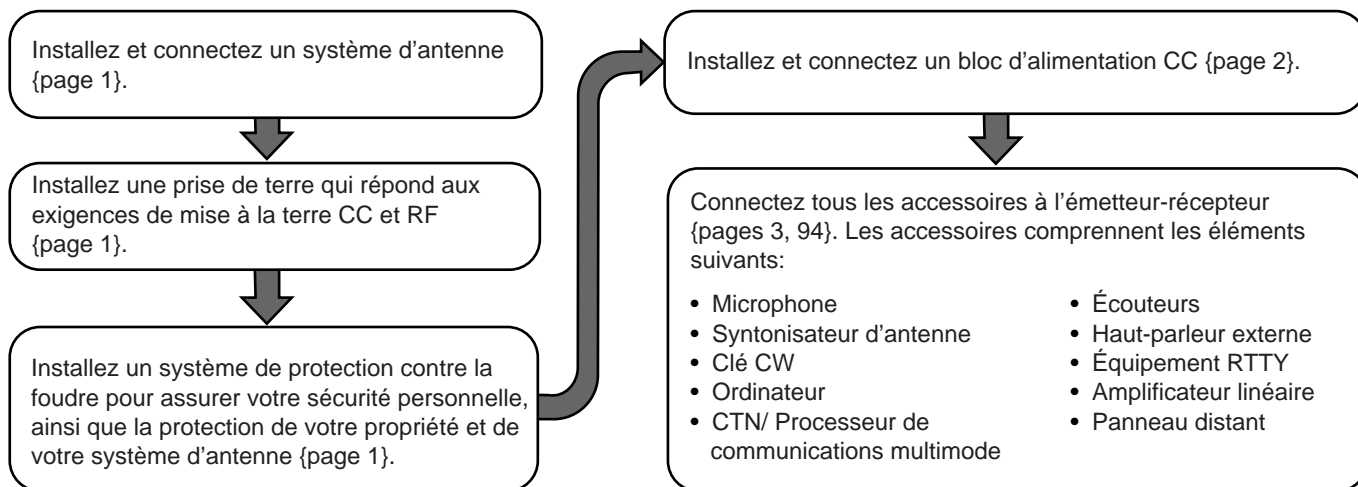 Installez et connectez un système d'antenne
{page 1}.
Installez une prise de terre qui répond aux
exigences de mise à la terre CC et RF
{page 1}.
Installez un système de protection contre la
foudre pour assurer votre sécurité personnelle,
ainsi que la protection de votre propriété et de
votre système d'antenne {page 1}.
Installez et connectez un bloc d'alimentation CC {page 2}.
Connectez tous les accessoires à l'émetteur-récepteur
{pages 3, 94}. Les accessoires comprennent les éléments
suivants:
• Microphone
• Syntonisateur d'antenne
• Clé CW
• Ordinateur
• CTN/ Processeur de
communications multimode
• Écouteurs
• Haut-parleur externe
• Équipement RTTY
• Amplificateur linéaire
• Panneau distant